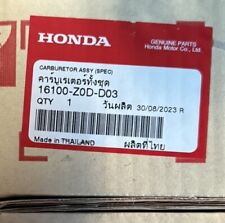 HONDA
GENUINE PARTS
Honda Motor Co., Ltd.
CARBURETOR ASSY (SPEC)
คาร์บูเรเตอร์ทั้งชุด
16100-Z0D-D03
QTY 1 วันผลิต 30/08/2023 R
Made in THAILAND ผลิตที่ไทย